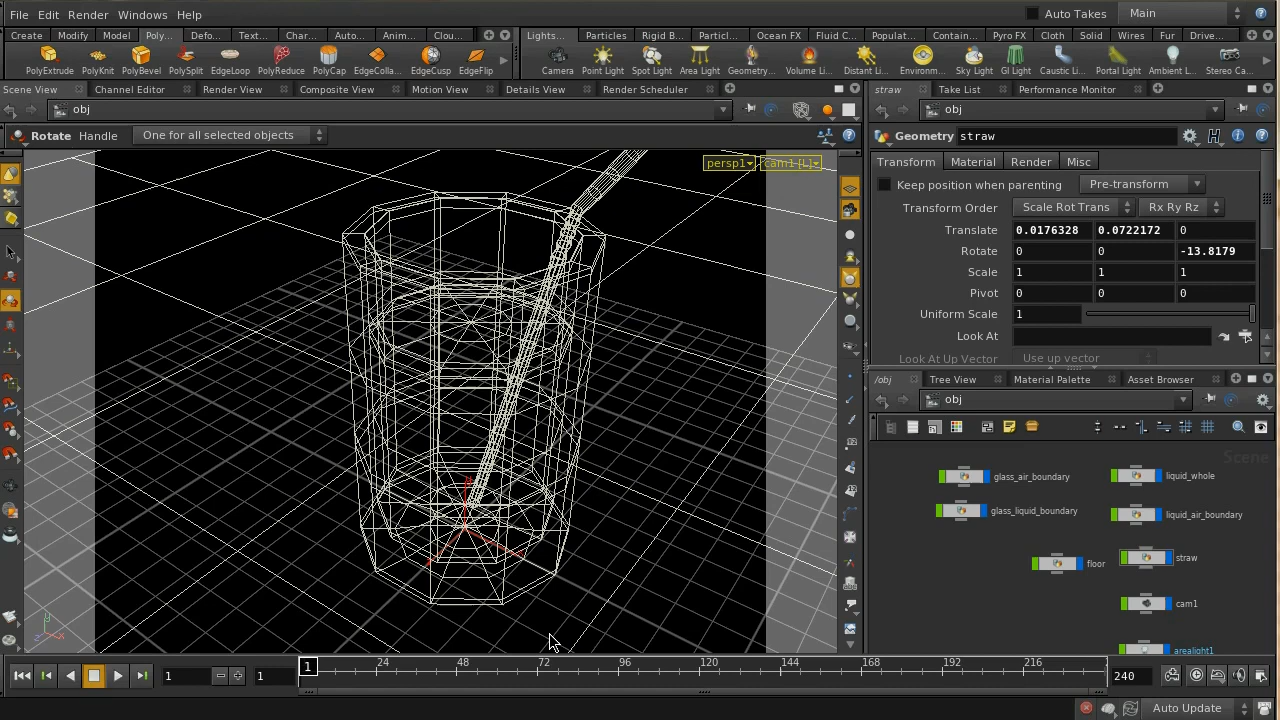 File Edit Render Windows Help Auto Takes Main
Create Modify Model Poly... Defo... Text... Char... Auto... Anim... Clou... Lights... Particles Rigid B... Particl... Ocean FX Fluid C... Populat... Contain... Pyro FX Cloth Solid Wires Fur Drive...
PolyExtrude PolyKnit PolyBevel PolySplit EdgeLoop PolyReduce PolyCap EdgeColla... EdgeCusp EdgeFlip Camera Point Light Spot Light Area Light Geometry... Volume Li... Distant Li... Environm... Sky Light GI Light Caustic Li... Portal Light Ambient L... Stereo Ca...
Scene View Channel Editor Render View Composite View Motion View Details View Render Scheduler straw Take List Performance Monitor
obj obj
Rotate Handle One for all selected objects Geometry straw
persp1 cam1 [L] Transform Material Render Misc
Keep position when parenting Pre-transform
Transform Order Scale Rot Trans Rx Ry Rz
Translate 0.0176328 0.0722172 0
Rotate 0 0 -13.8179
Scale 1 1 1
Pivot 0 0 0
Uniform Scale 1
Look At
Look At Up Vector Use up vector
/obj Tree View Material Palette Asset Browser
obj
Scene
glass_air_boundary liquid_whole
glass_liquid_boundary liquid_air_boundary
floor straw
cam1
arealight1
y
z x
1 1 1 24 48 72 96 120 144 168 192 216 240
Auto Update